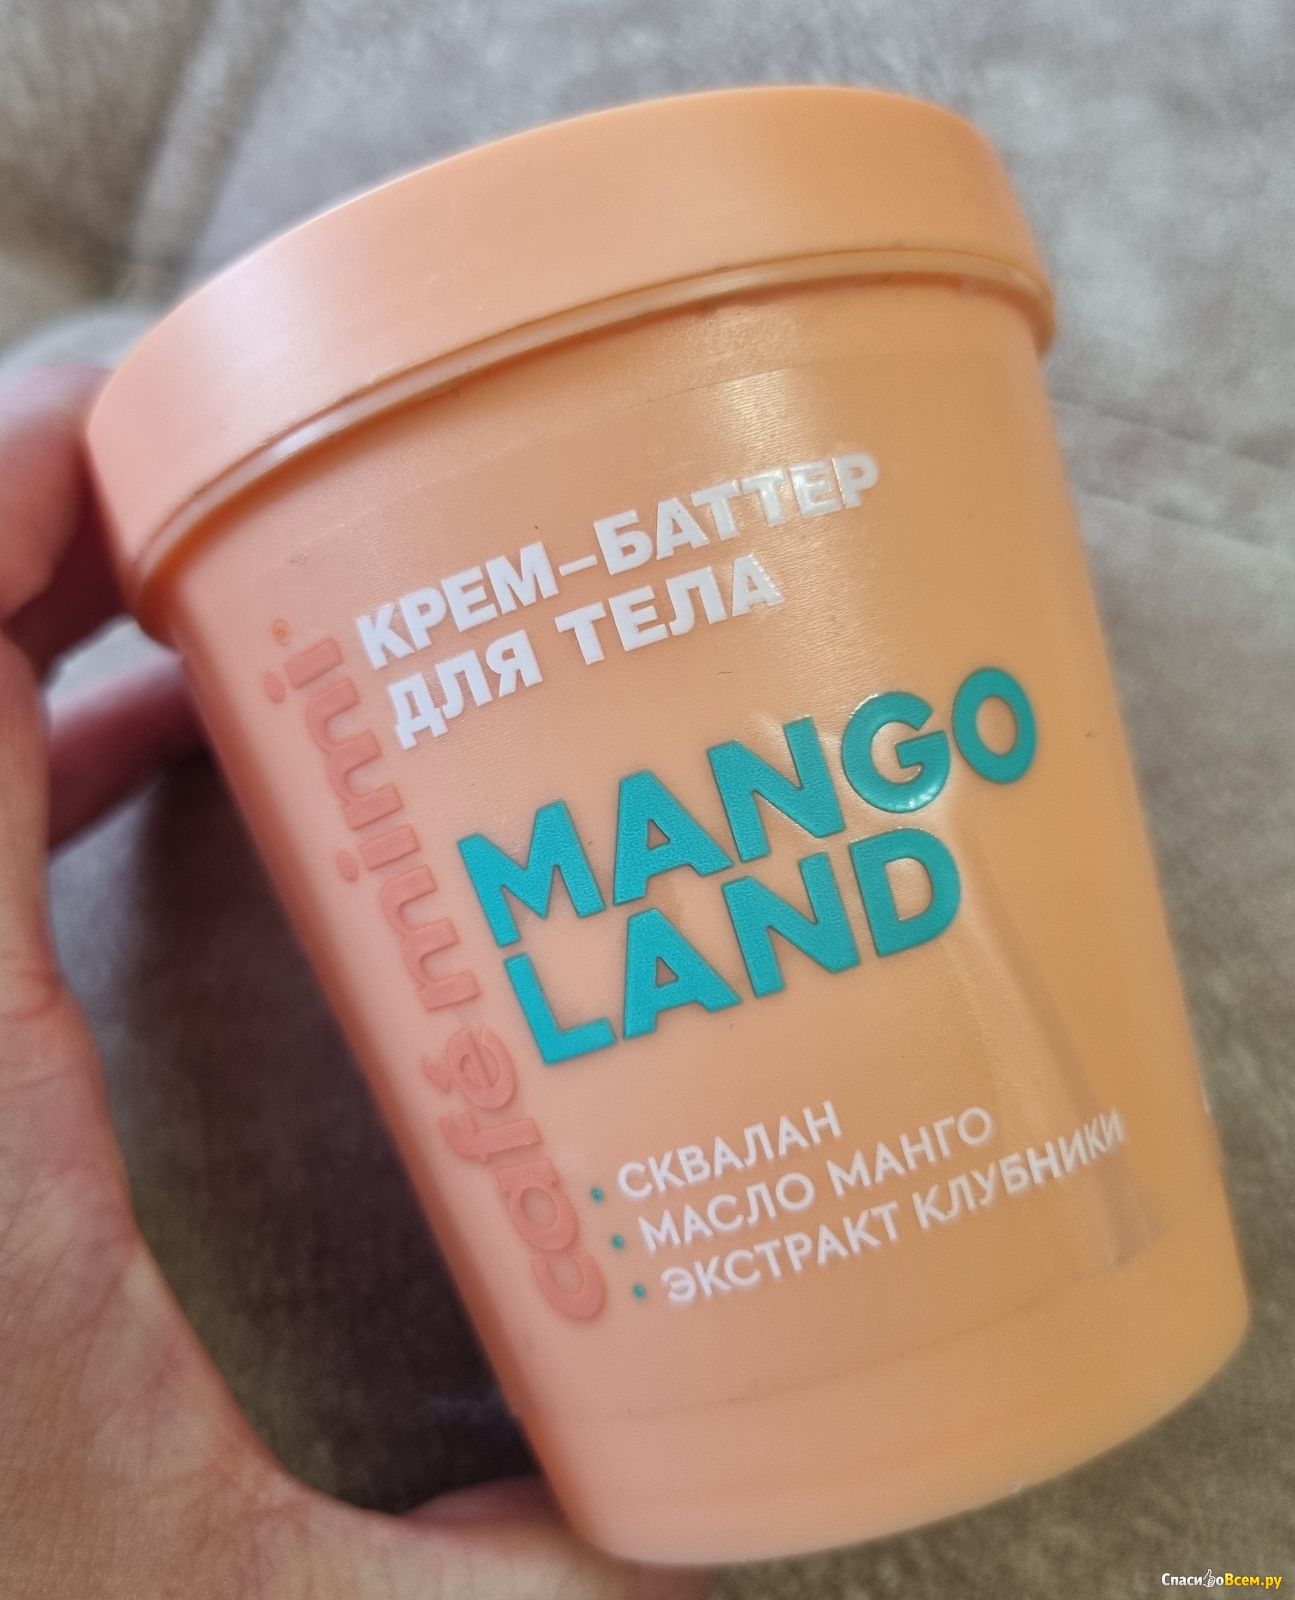 КРЕМ-БАТТЕР
ДЛЯ ТЕЛА
café mimi®
MANGO
LAND
• СКВАЛАН
• МАСЛО МАНГО
• ЭКСТРАКТ КЛУБНИКИ
СпасибоВсем.ру